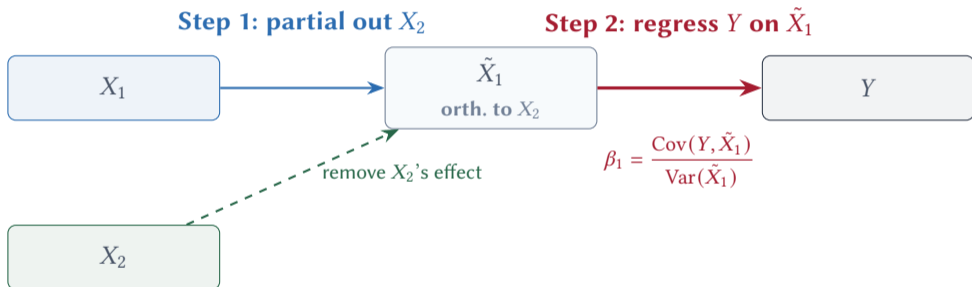 Step 1: partial out X₂
Step 2: regress Y on X̃₁
X₁
X̃₁
orth. to X₂
Y
remove X₂'s effect
β₁ = Cov(Y, X̃₁) / Var(X̃₁)
X₂